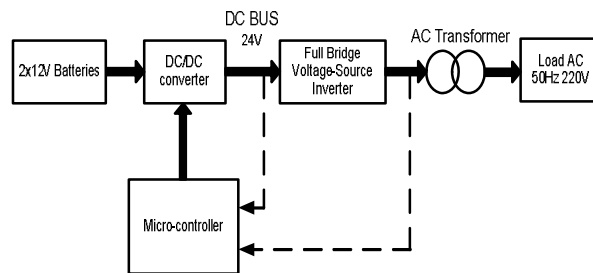 DC BUS
24V
AC Transformer
2x12V Batteries
DC/DC
converter
Full Bridge
Voltage-Source
Inverter
Load AC
50Hz 220V
Micro-controller